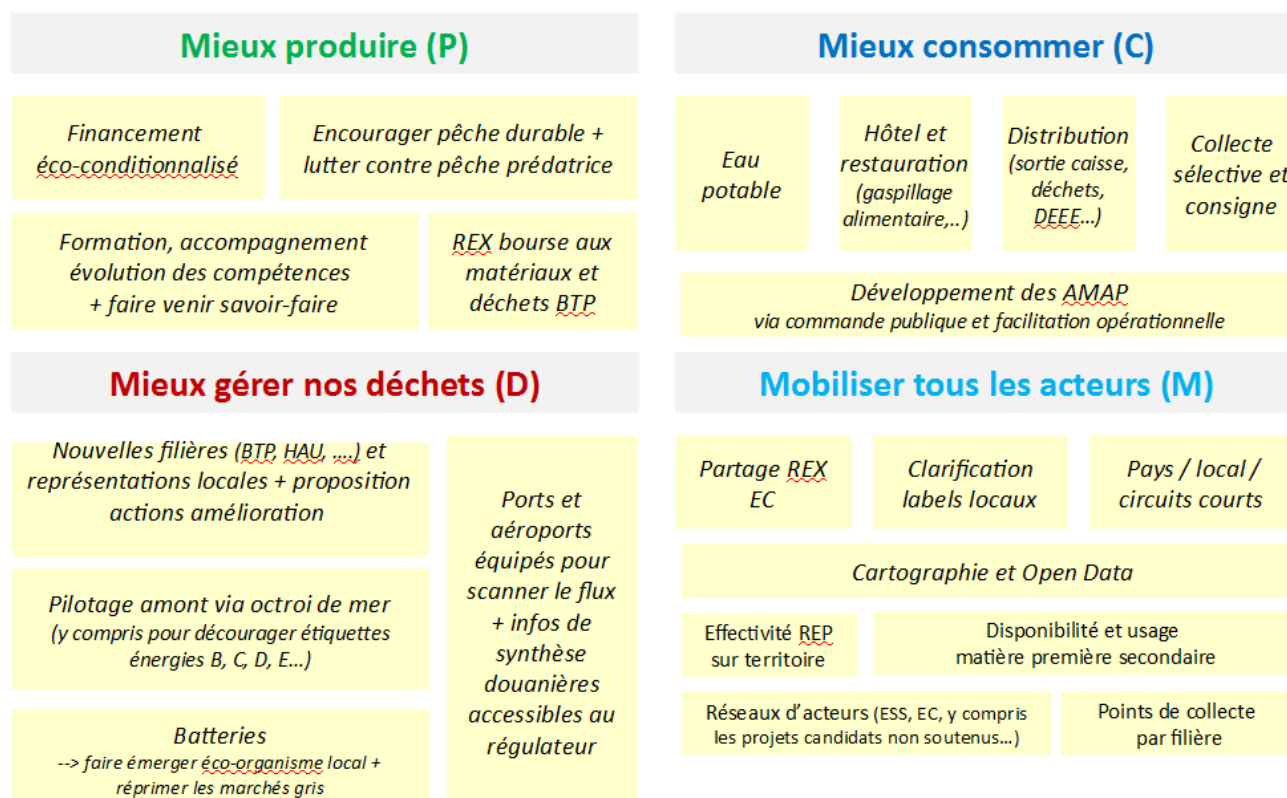 Mieux produire (P)
Financement
éco-conditionnalisé
Encourager pêche durable +
lutter contre pêche prédatrice
Formation, accompagnement
évolution des compétences
+ faire venir savoir-faire
REX bourse aux
matériaux et
déchets BTP
Mieux consommer (C)
Eau
potable
Hôtel et
restauration
(gaspillage
alimentaire,..)
Distribution
(sortie caisse,
déchets,
DEEE...)
Collecte
sélective et
consigne
Développement des AMAP
via commande publique et facilitation opérationnelle
Mieux gérer nos déchets (D)
Nouvelles filières (BTP, HAU, ....) et
représentations locales + proposition
actions amélioration
Pilotage amont via octroi de mer
(y compris pour décourager étiquettes
énergies B, C, D, E...)
Batteries
--> faire émerger éco-organisme local +
réprimer les marchés gris
Ports et
aéroports
équipés pour
scanner le flux
+ infos de
synthèse
douanières
accessibles au
régulateur
Mobiliser tous les acteurs (M)
Partage REX
EC
Clarification
labels locaux
Pays / local /
circuits courts
Cartographie et Open Data
Effectivité REP
sur territoire
Disponibilité et usage
matière première secondaire
Réseaux d’acteurs (ESS, EC, y compris
les projets candidats non soutenus...)
Points de collecte
par filière